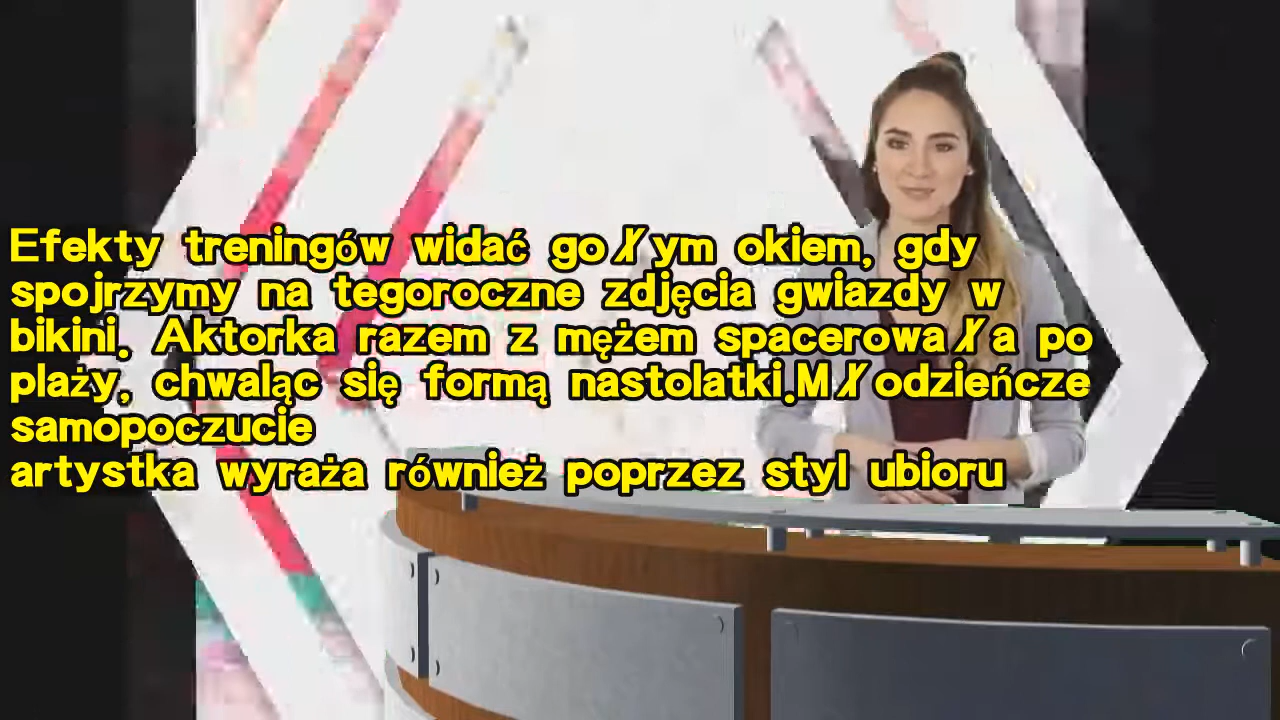 Efekty treningów widać gołym okiem, gdy
spojrzymy na tegoroczne zdjęcia gwiazdy w
bikini. Aktorka razem z mężem spacerowała po
plaży, chwaląc się formą nastolatki.Młodzieńcze
samopoczucie
artystka wyraża również poprzez styl ubioru